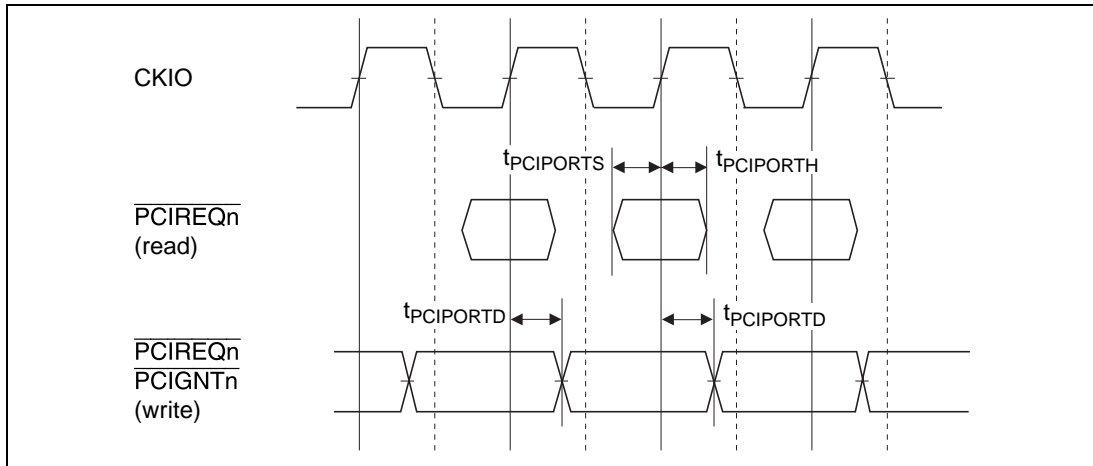 CKIO
tPCIPORTS
tPCIPORTH
PCIREQn
(read)
tPCIPORTD
tPCIPORTD
PCIREQn
PCIGNTn
(write)